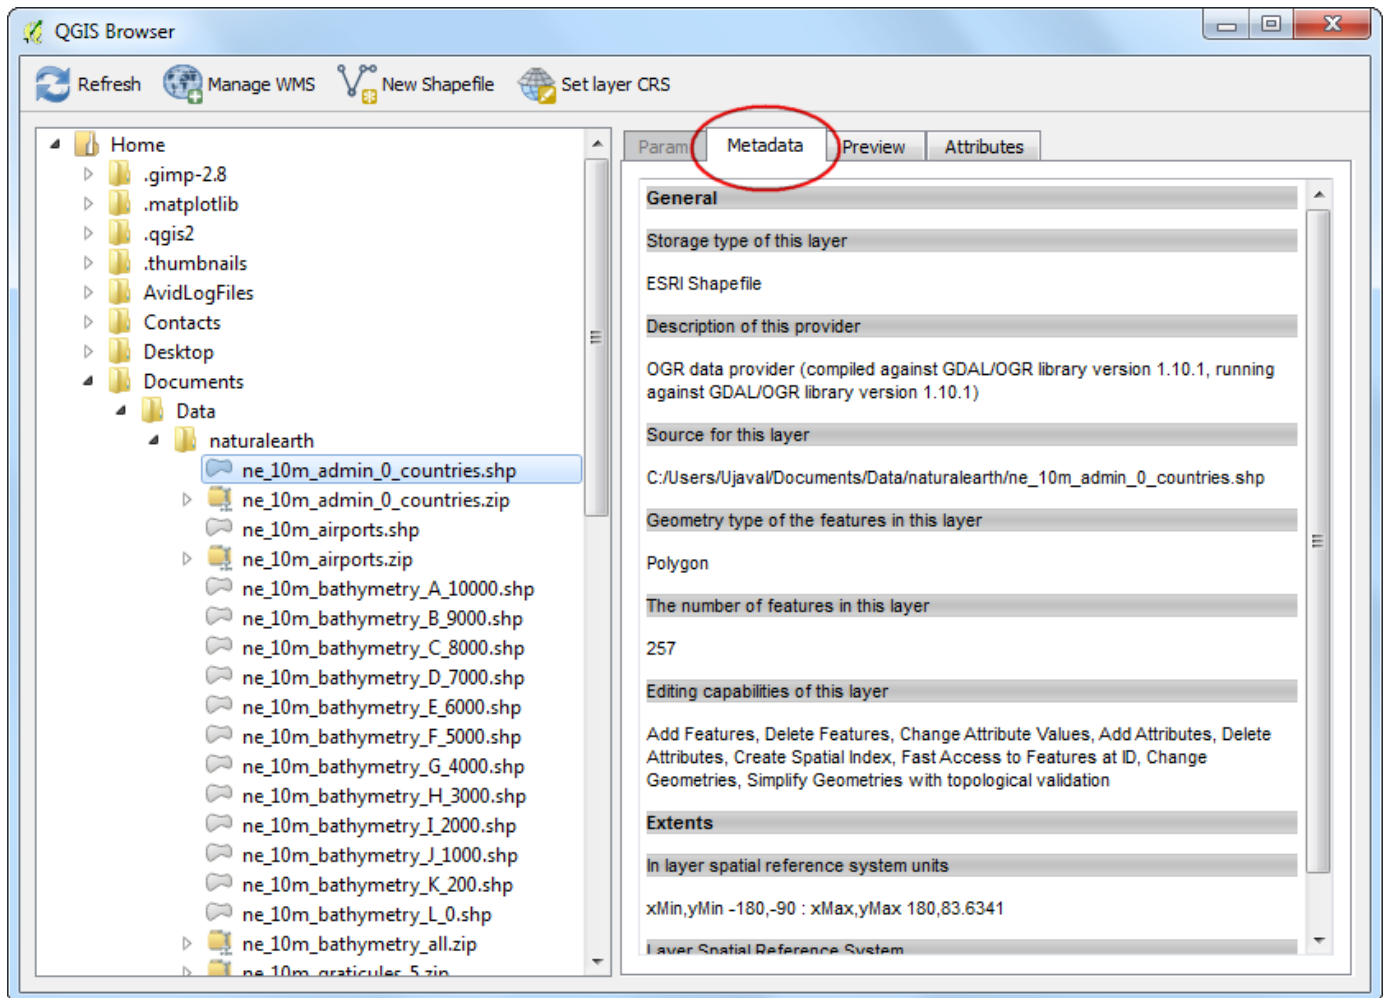 QGIS Browser
Refresh
Manage WMS
New Shapefile
Set layer CRS
Home
.gimp-2.8
.matplotlib
.qgis2
.thumbnails
AvidLogFiles
Contacts
Desktop
Documents
Data
naturalearth
ne_10m_admin_0_countries.shp
ne_10m_admin_0_countries.zip
ne_10m_airports.shp
ne_10m_airports.zip
ne_10m_bathymetry_A_10000.shp
ne_10m_bathymetry_B_9000.shp
ne_10m_bathymetry_C_8000.shp
ne_10m_bathymetry_D_7000.shp
ne_10m_bathymetry_E_6000.shp
ne_10m_bathymetry_F_5000.shp
ne_10m_bathymetry_G_4000.shp
ne_10m_bathymetry_H_3000.shp
ne_10m_bathymetry_I_2000.shp
ne_10m_bathymetry_J_1000.shp
ne_10m_bathymetry_K_200.shp
ne_10m_bathymetry_L_0.shp
ne_10m_bathymetry_all.zip
ne_10m_graticules_5.zip
Param
Metadata
Preview
Attributes
General
Storage type of this layer
ESRI Shapefile
Description of this provider
OGR data provider (compiled against GDAL/OGR library version 1.10.1, running
against GDAL/OGR library version 1.10.1)
Source for this layer
C:/Users/Ujaval/Documents/Data/naturalearth/ne_10m_admin_0_countries.shp
Geometry type of the features in this layer
Polygon
The number of features in this layer
257
Editing capabilities of this layer
Add Features, Delete Features, Change Attribute Values, Add Attributes, Delete
Attributes, Create Spatial Index, Fast Access to Features at ID, Change
Geometries, Simplify Geometries with topological validation
Extents
In layer spatial reference system units
xMin,yMin -180,-90 : xMax,yMax 180,83.6341
Layer Spatial Reference System